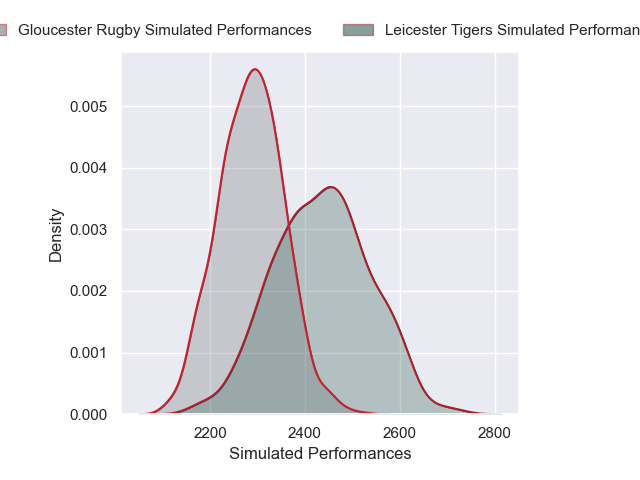 Gloucester Rugby Simulated Performances
Leicester Tigers Simulated Performan
0.005
0.004
0.003
0.002
0.001
0.000
Density
2200
2400
2600
2800
Simulated Performances